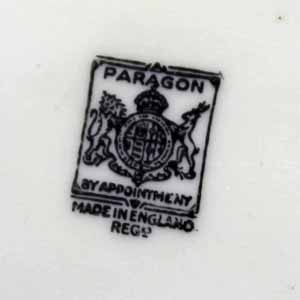 PARAGON
BY APPOINTMENT
MADE IN ENGLAND
REGD